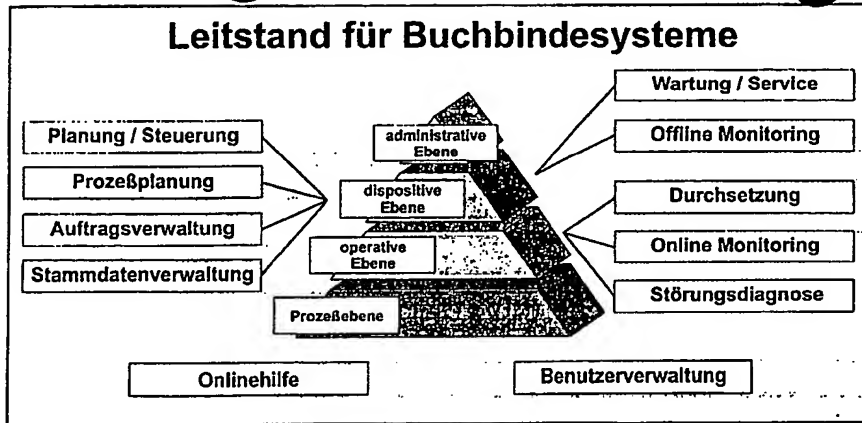 Leitstand für Buchbindesysteme
Planung / Steuerung
Prozeßplanung
Auftragsverwaltung
Stammdatenverwaltung
administrative
Ebene
dispositive
Ebene
operative
Ebene
Prozeßebene
Wartung / Service
Offline Monitoring
Durchsetzung
Online Monitoring
Störungsdiagnose
Onlinehilfe
Benutzerverwaltung